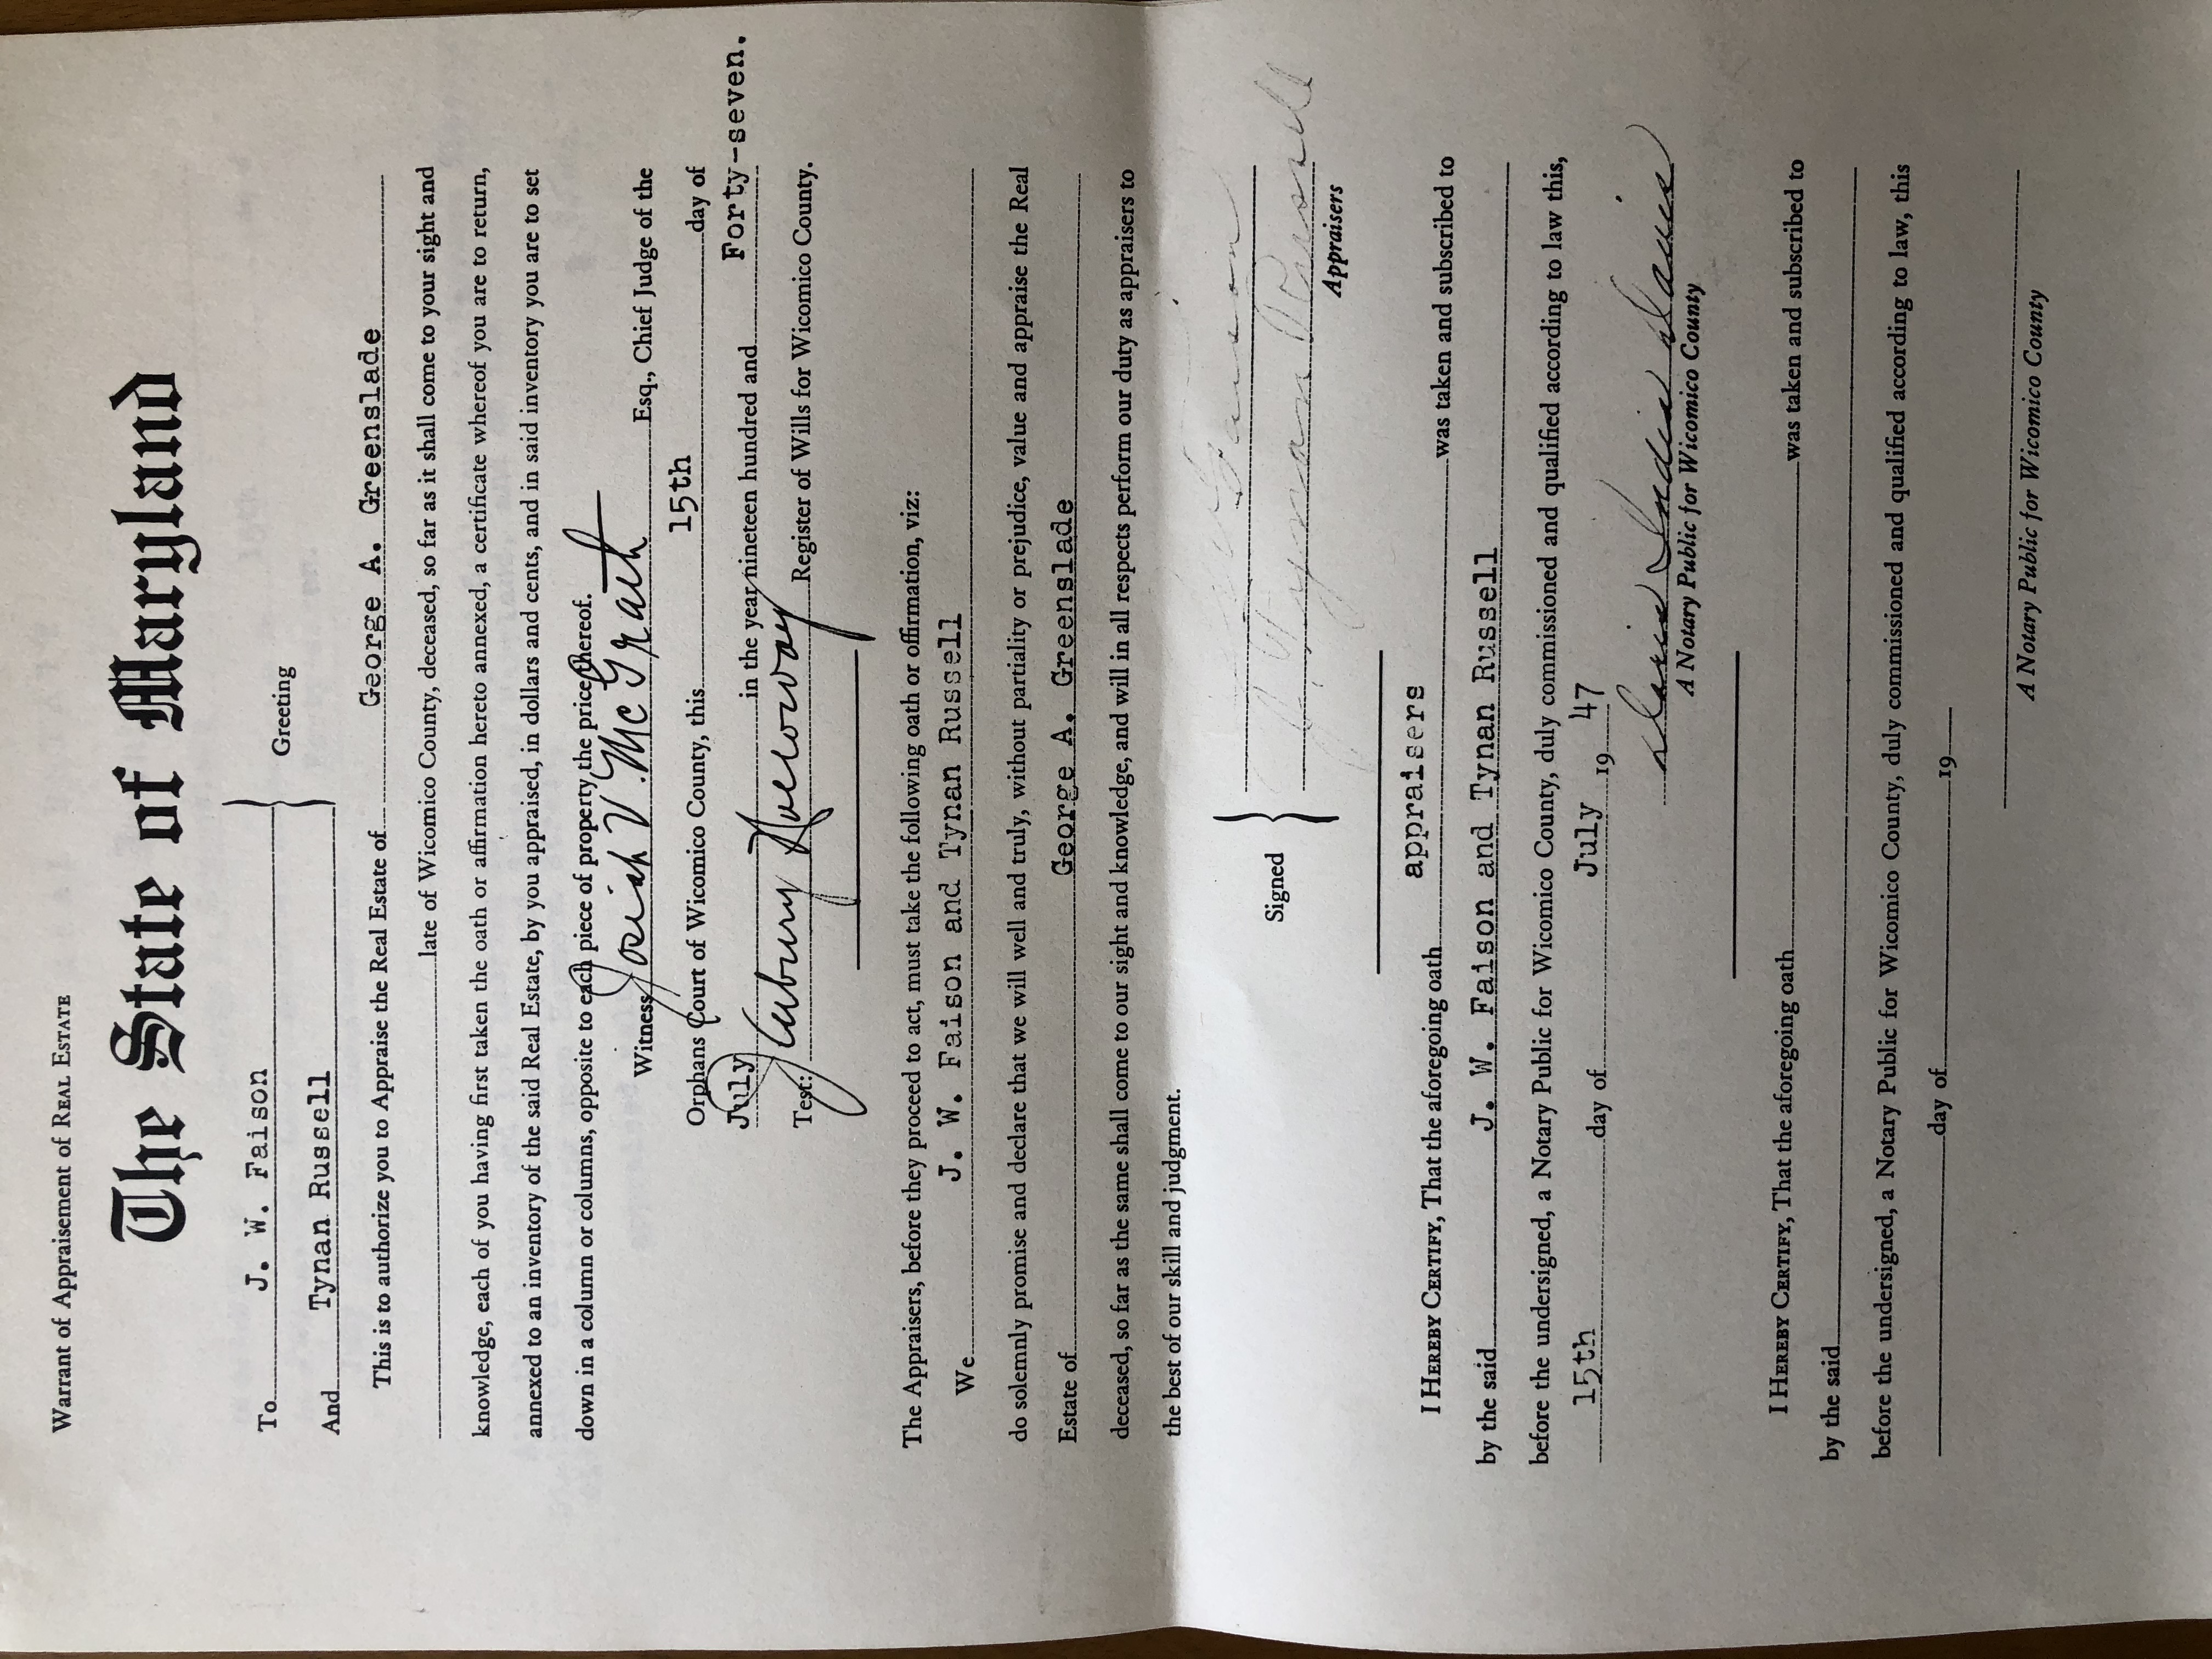 Warrant of Appraisement of REAL ESTATE
The State of Maryland
To J. W. Faison
Greeting
And Tynan Russell
This is to authorize you to Appraise the Real Estate of George A. Greenslade
late of Wicomico County, deceased, so far as it shall come to your sight and
knowledge, each of you having first taken the oath or affirmation hereto annexed, a certificate whereof you are to return,
annexed to an inventory of the said Real Estate, by you appraised, in dollars and cents, and in said inventory you are to set
down in a column or columns, opposite to each piece of property the price thereof.
Witness Josiah V. McGrath Esq., Chief Judge of the
Orphans Court of Wicomico County, this 15th day of
July in the year nineteen hundred and Forty-seven.
Test: Holloway Register of Wills for Wicomico County.
The Appraisers, before they proceed to act, must take the following oath or offirmation, viz:
We J. W. Faison and Tynan Russell
do solemnly promise and declare that we will well and truly, without partiality or prejudice, value and appraise the Real
Estate of George A. Greenslade
deceased, so far as the same shall come to our sight and knowledge, and will in all respects perform our duty as appraisers to
the best of our skill and judgment.
J W Faison
Signed
J. Tynan Russell
Appraisers
I HEREBY CERTIFY, That the aforegoing oath appraisers was taken and subscribed to
by the said J. W. Faison and Tynan Russell
before the undersigned, a Notary Public for Wicomico County, duly commissioned and qualified according to law this,
15th day of July 19 47
Doris India Davis
A Notary Public for Wicomico County
I HEREBY CERTIFY, That the aforegoing oath was taken and subscribed to
by the said
before the undersigned, a Notary Public for Wicomico County, duly commissioned and qualified according to law, this
day of 19
A Notary Public for Wicomico County